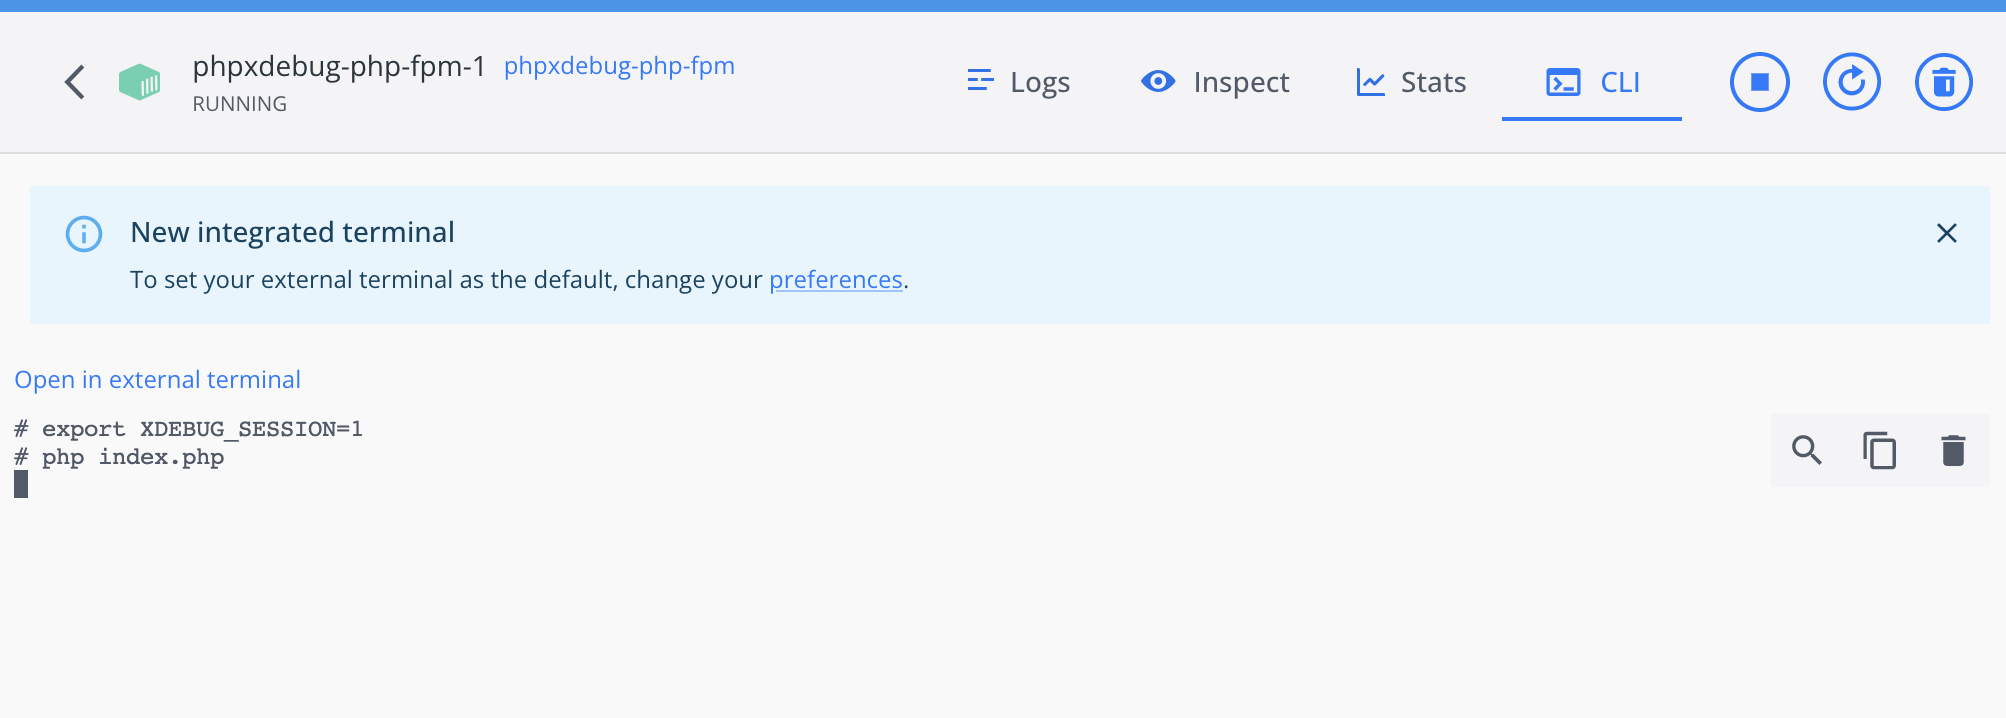 phpxdebug-php-fpm-1 phpxdebug-php-fpm
RUNNING
Logs
Inspect
Stats
CLI
New integrated terminal
To set your external terminal as the default, change your preferences.
Open in external terminal
# export XDEBUG_SESSION=1
# php index.php